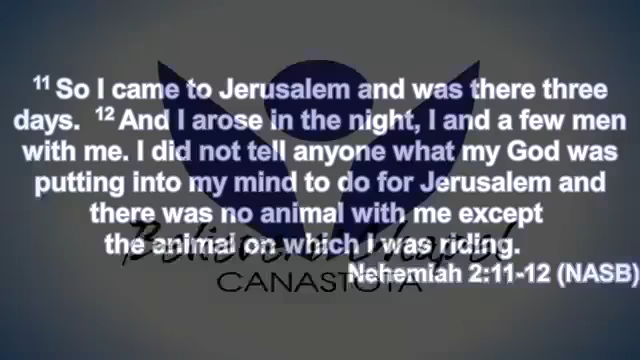 11 So I came to Jerusalem and was there three
days. 12 And I arose in the night, I and a few men
with me. I did not tell anyone what my God was
putting into my mind to do for Jerusalem and
there was no animal with me except
the animal on which I was riding.
Believers' Chapel
Nehemiah 2:11-12 (NASB)
CANASTOTA